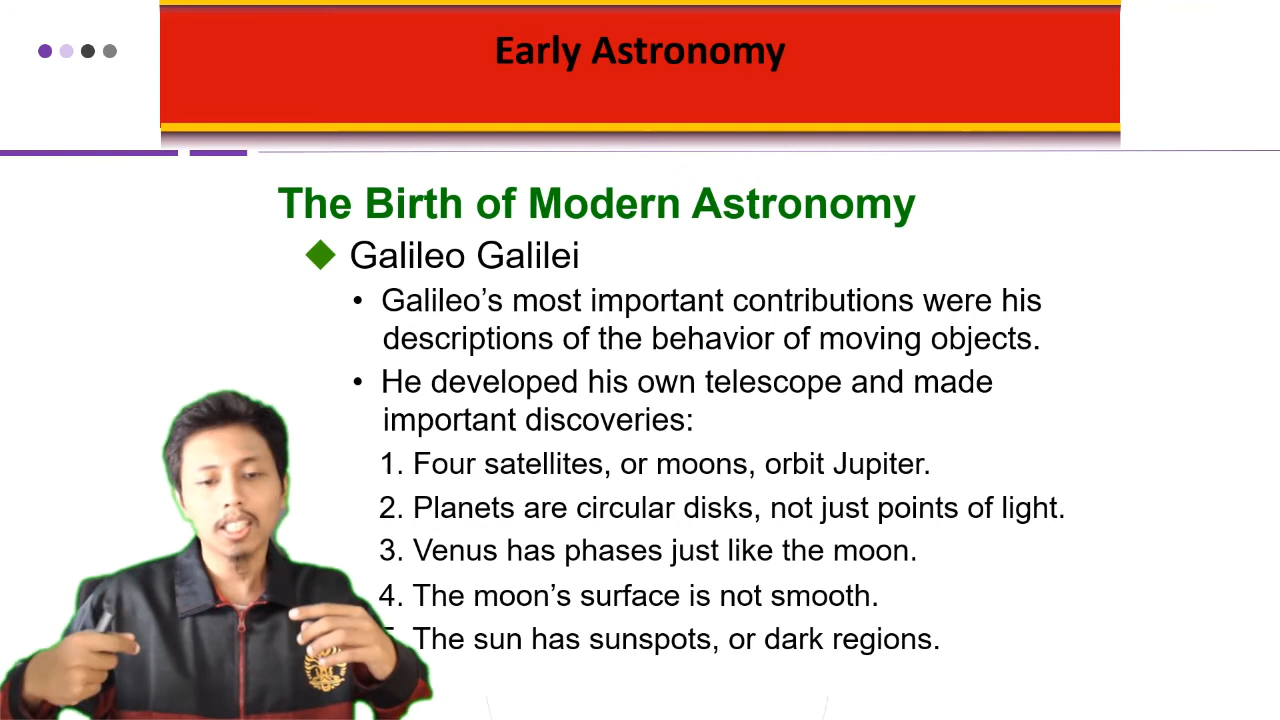 Early Astronomy
The Birth of Modern Astronomy
Galileo Galilei
• Galileo’s most important contributions were his
descriptions of the behavior of moving objects.
• He developed his own telescope and made
important discoveries:
1. Four satellites, or moons, orbit Jupiter.
2. Planets are circular disks, not just points of light.
3. Venus has phases just like the moon.
4. The moon’s surface is not smooth.
The sun has sunspots, or dark regions.